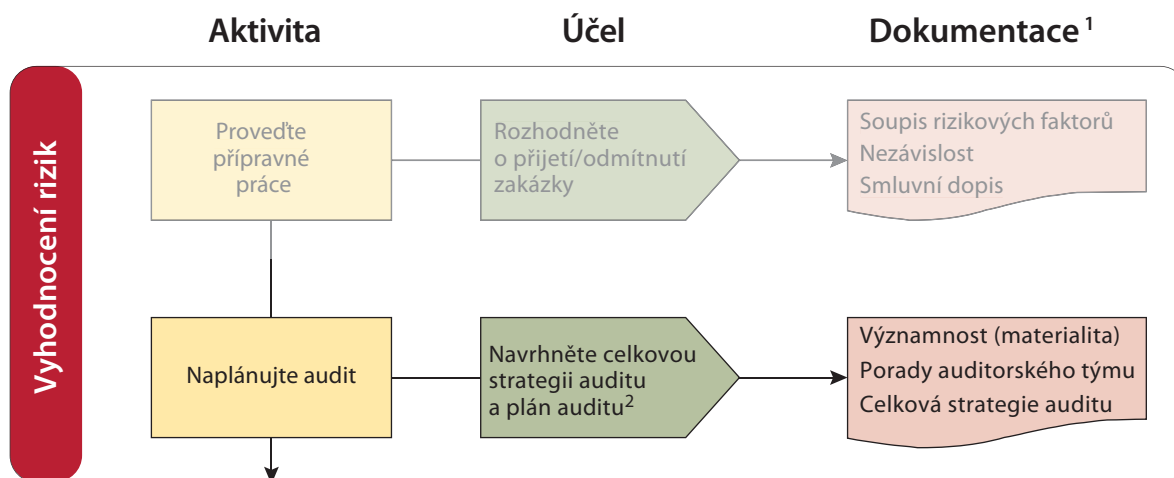 Aktivita
Účel
Dokumentace 1
Vyhodnocení rizik
Proveďte
přípravné
práce
Rozhodněte
o přijetí/odmítnutí
zakázky
Soupis rizikových faktorů
Nezávislost
Smluvní dopis
Naplánujte audit
Navrhněte celkovou
strategii auditu
a plán auditu2
Významnost (materialita)
Porady auditorského týmu
Celková strategie auditu